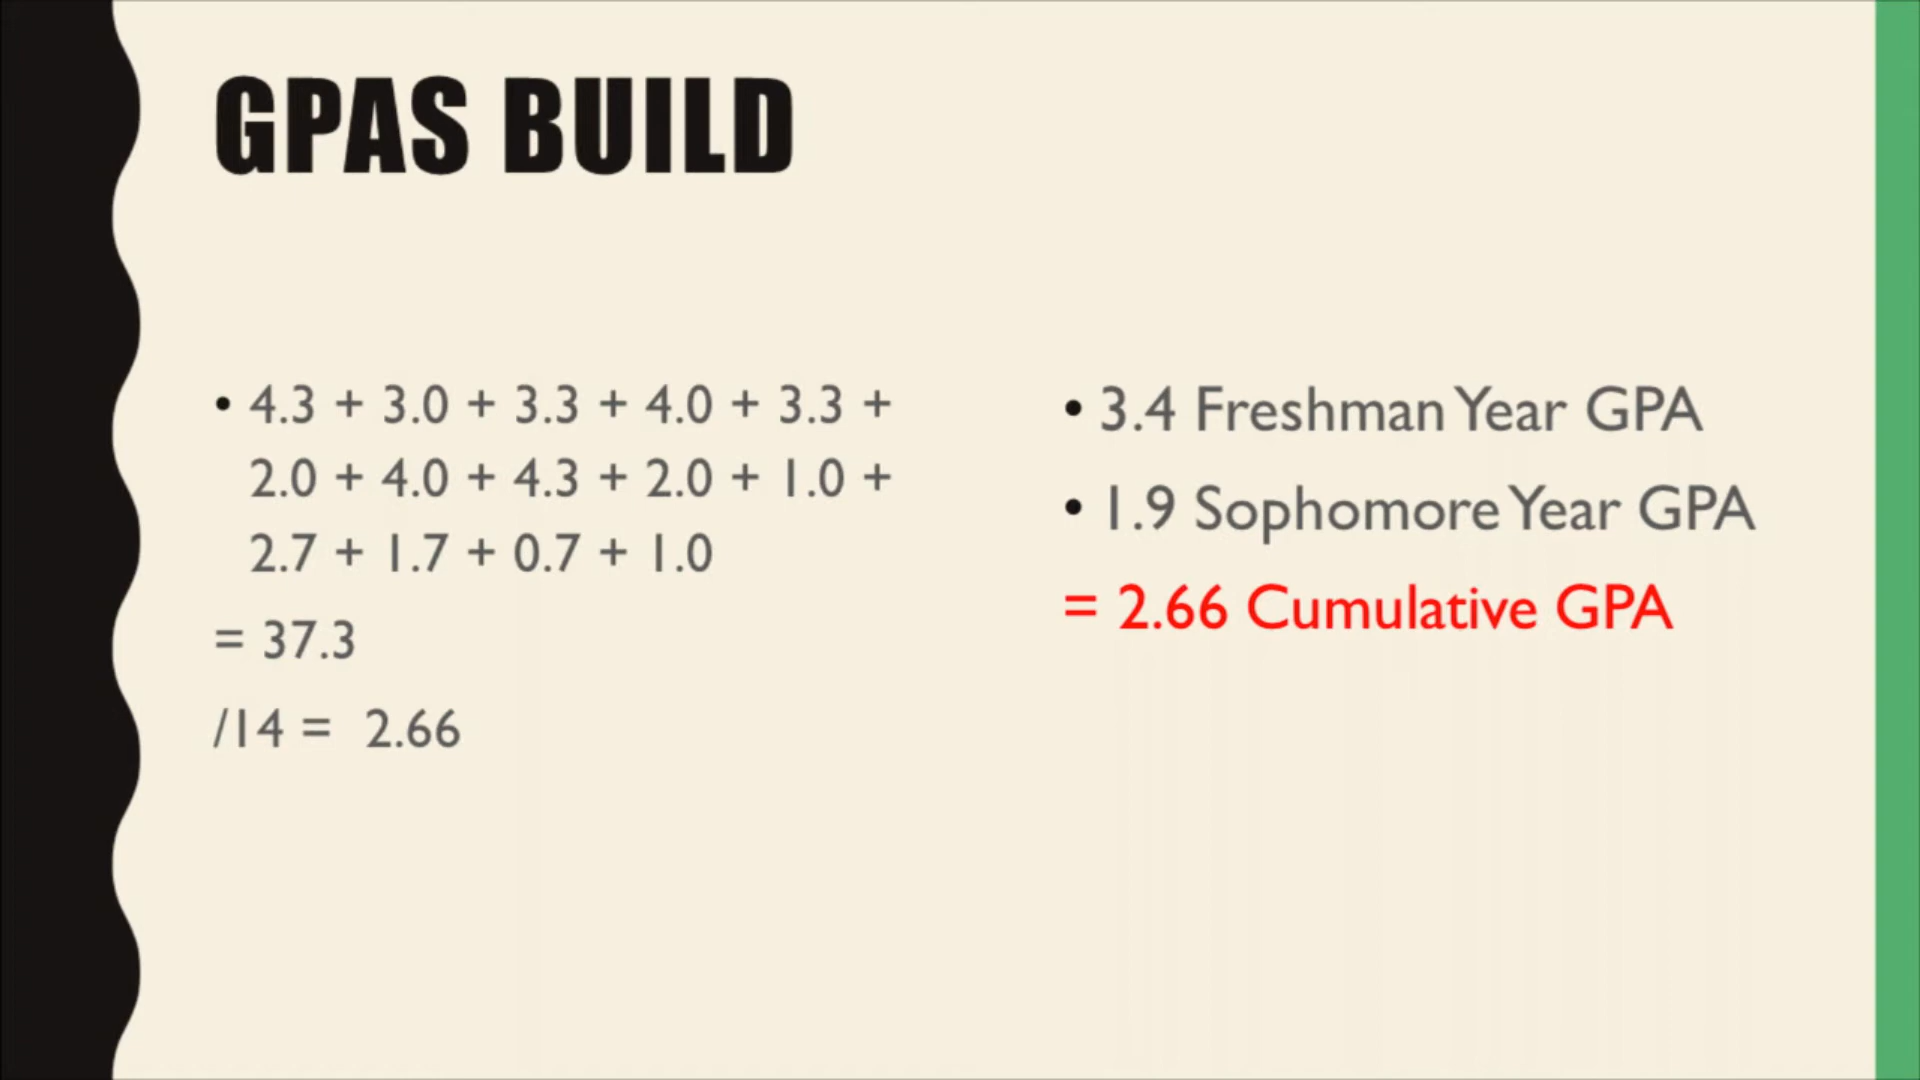 GPAS BUILD
• 4.3 + 3.0 + 3.3 + 4.0 + 3.3 +
2.0 + 4.0 + 4.3 + 2.0 + 1.0 +
2.7 + 1.7 + 0.7 + 1.0
= 37.3
/14 = 2.66
• 3.4 Freshman Year GPA
• 1.9 Sophomore Year GPA
= 2.66 Cumulative GPA